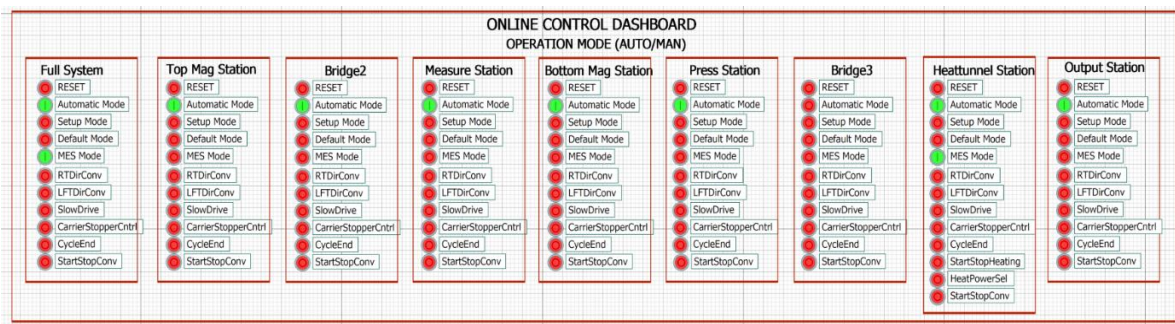 ONLINE CONTROL DASHBOARD
OPERATION MODE (AUTO/MAN)
Full System
RESET
Automatic Mode
Setup Mode
Default Mode
MES Mode
RTDirConv
LFTDirConv
SlowDrive
CarrierStopperCntrl
CycleEnd
StartStopConv
Top Mag Station
RESET
Automatic Mode
Setup Mode
Default Mode
MES Mode
RTDirConv
LFTDirConv
SlowDrive
CarrierStopperCntrl
CycleEnd
StartStopConv
Bridge2
RESET
Automatic Mode
Setup Mode
Default Mode
MES Mode
RTDirConv
LFTDirConv
SlowDrive
CarrierStopperCntrl
CycleEnd
StartStopConv
Measure Station
RESET
Automatic Mode
Setup Mode
Default Mode
MES Mode
RTDirConv
LFTDirConv
SlowDrive
CarrierStopperCntrl
CycleEnd
StartStopConv
Bottom Mag Station
RESET
Automatic Mode
Setup Mode
Default Mode
MES Mode
RTDirConv
LFTDirConv
SlowDrive
CarrierStopperCntrl
CycleEnd
StartStopConv
Press Station
RESET
Automatic Mode
Setup Mode
Default Mode
MES Mode
RTDirConv
LFTDirConv
SlowDrive
CarrierStopperCntrl
CycleEnd
StartStopConv
Bridge3
RESET
Automatic Mode
Setup Mode
Default Mode
MES Mode
RTDirConv
LFTDirConv
SlowDrive
CarrierStopperCntrl
CycleEnd
StartStopConv
Heattunnel Station
RESET
Automatic Mode
Setup Mode
Default Mode
MES Mode
RTDirConv
LFTDirConv
SlowDrive
CarrierStopperCntrl
CycleEnd
StartStopHeating
HeatPowerSel
StartStopConv
Output Station
RESET
Automatic Mode
Setup Mode
Default Mode
MES Mode
RTDirConv
LFTDirConv
SlowDrive
CarrierStopperCntrl
CycleEnd
StartStopConv